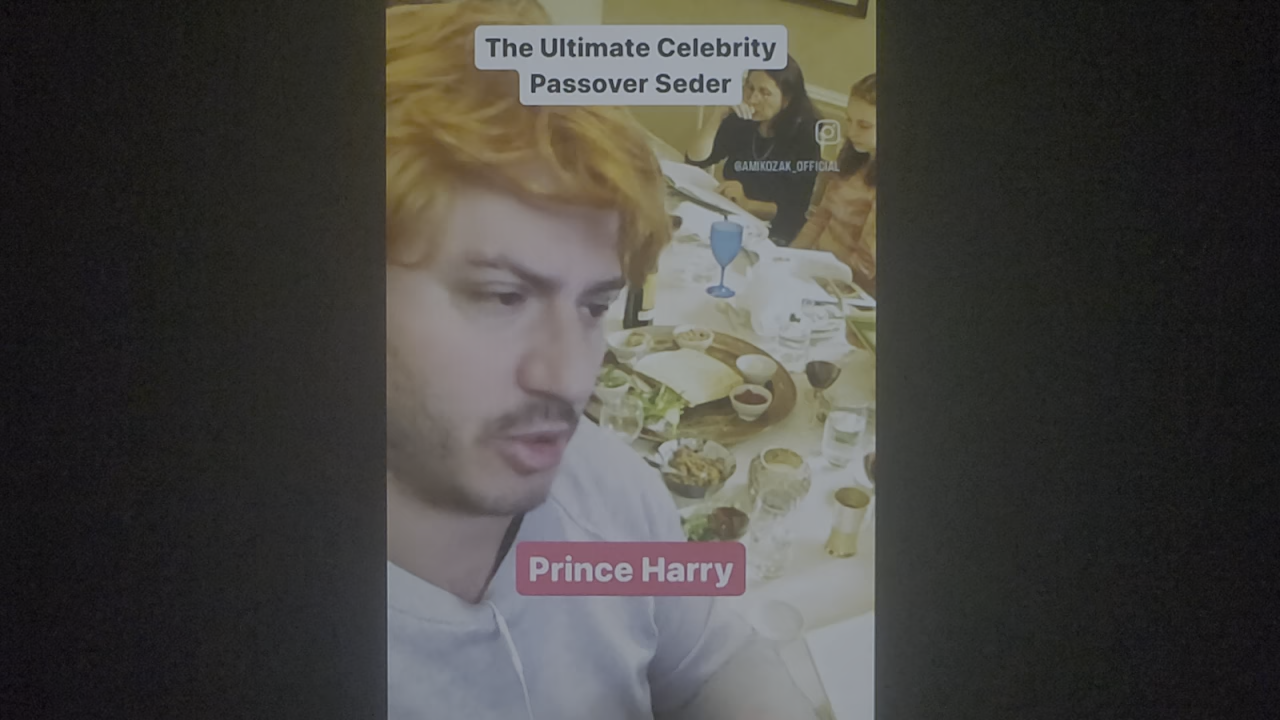 The Ultimate Celebrity
Passover Seder
@AMIKOZAK_OFFICIAL
Prince Harry